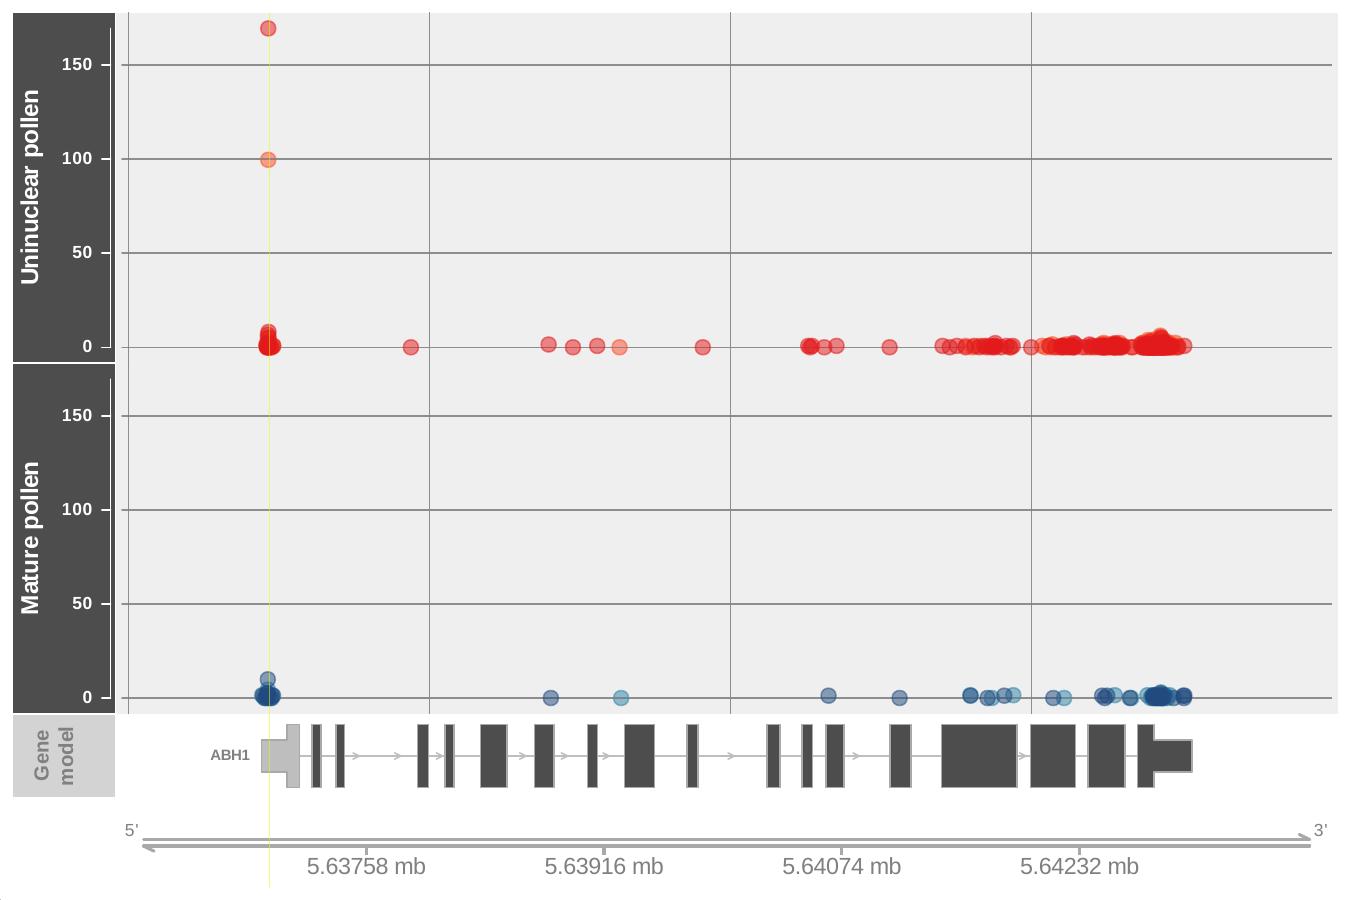 Uninuclear pollen
150
100
50
0
Mature pollen
150
100
50
0
Gene
model
ABH1
5'
3'
5.63758 mb
5.63916 mb
5.64074 mb
5.64232 mb